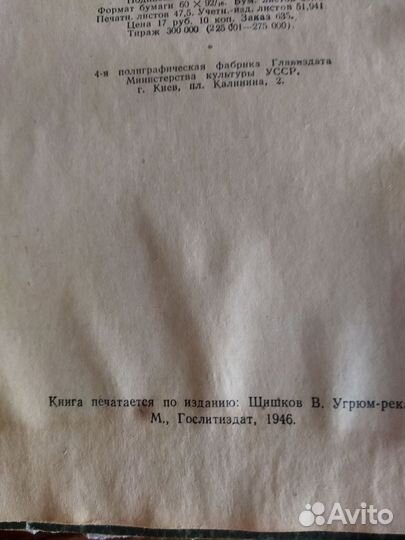 Формат бумаги 60 × 92/16. Бум. листов
Печатн. листов 47,5. Учетн.-изд. листов 51,941
Цена 17 руб. 10 коп. Заказ 635.
Тираж 300 000 (225 001—275 000).
*
4-я полиграфическая фабрика Главиздата
Министерства культуры УССР,
г. Киев, пл. Калинина, 2.
Книга печатается по изданию: Шишков В. Угрюм-река
М., Гослитиздат, 1946.
Avito